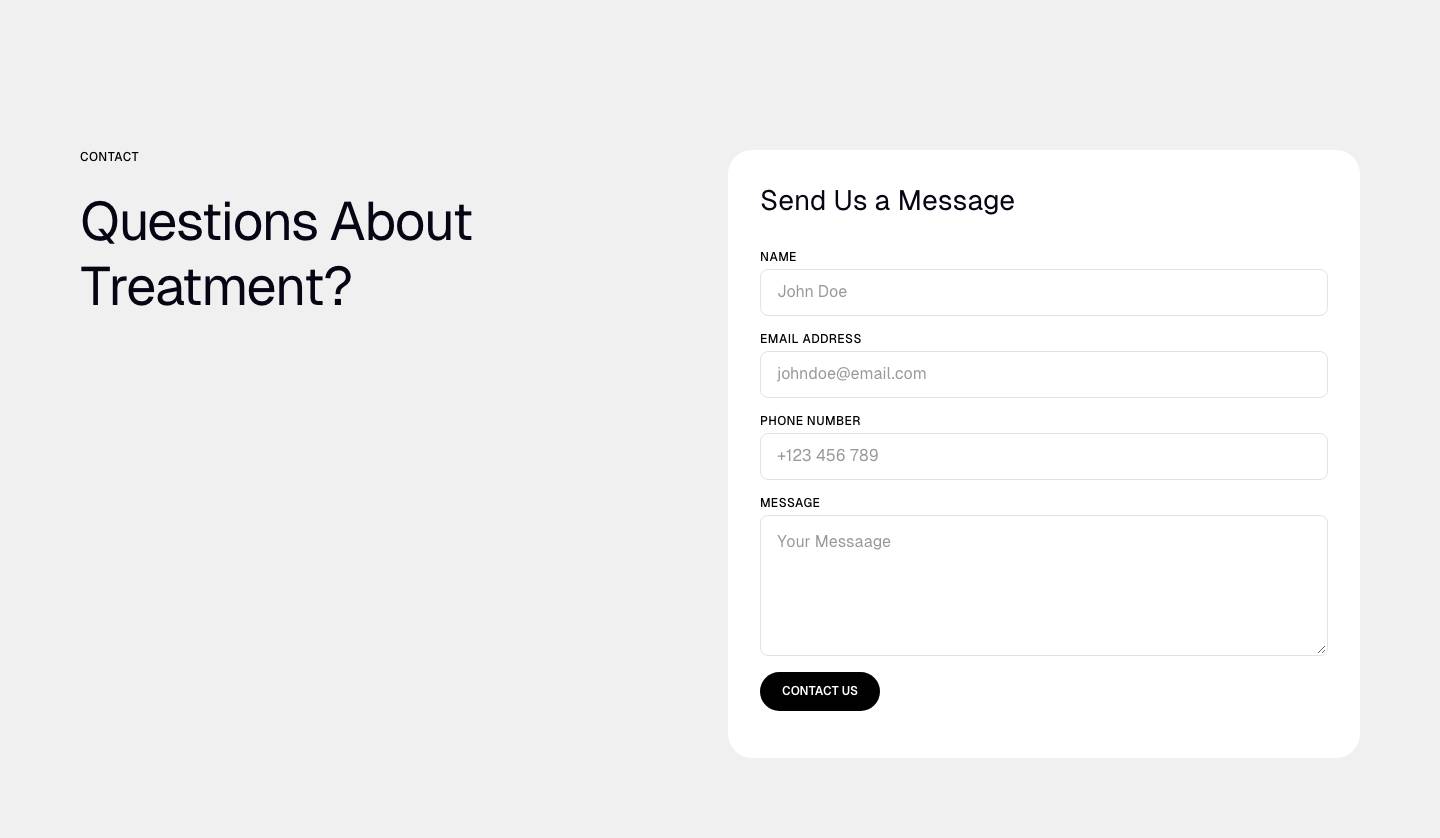 CONTACT
Questions About
Treatment?
Send Us a Message
NAME
John Doe
EMAIL ADDRESS
johndoe@email.com
PHONE NUMBER
+123 456 789
MESSAGE
Your Messaage
CONTACT US